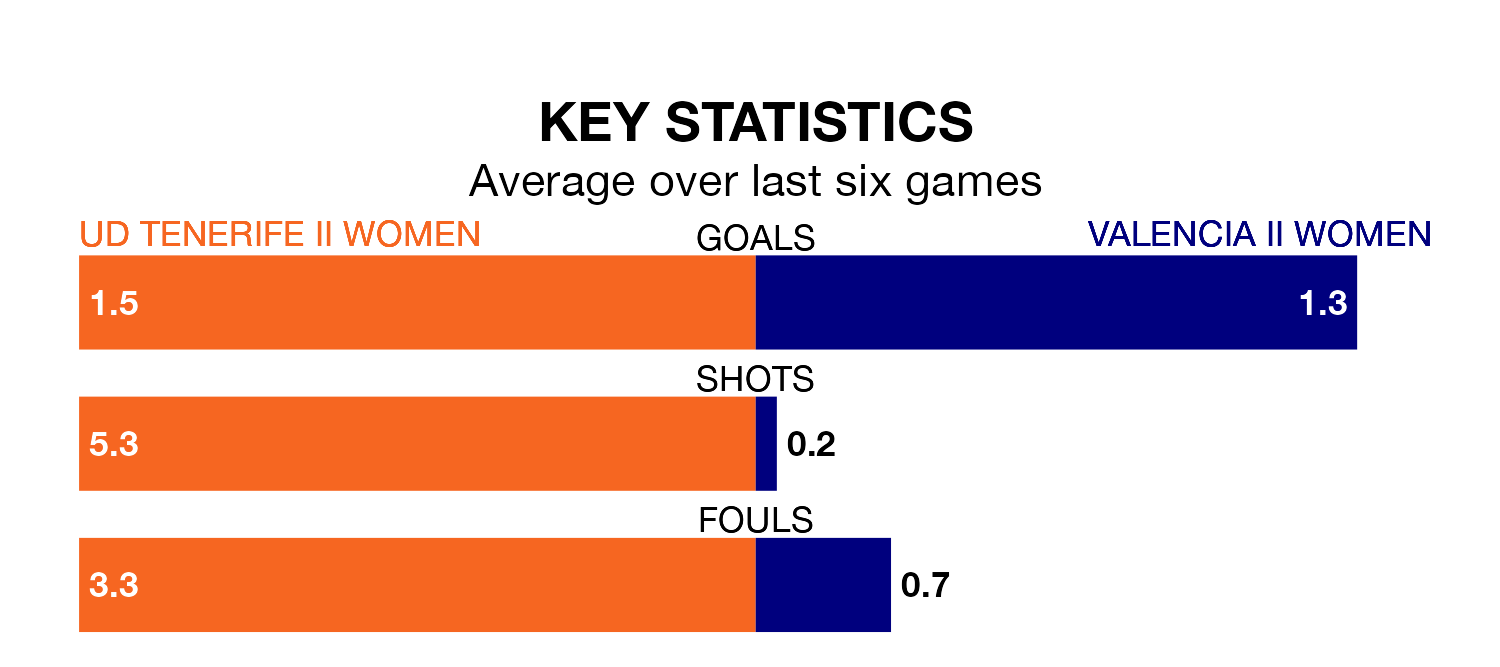 KEY STATISTICS
Average over last six games
UD TENERIFE II WOMEN
GOALS
VALENCIA II WOMEN
1.5
1.3
SHOTS
5.3
0.2
FOULS
3.3
0.7